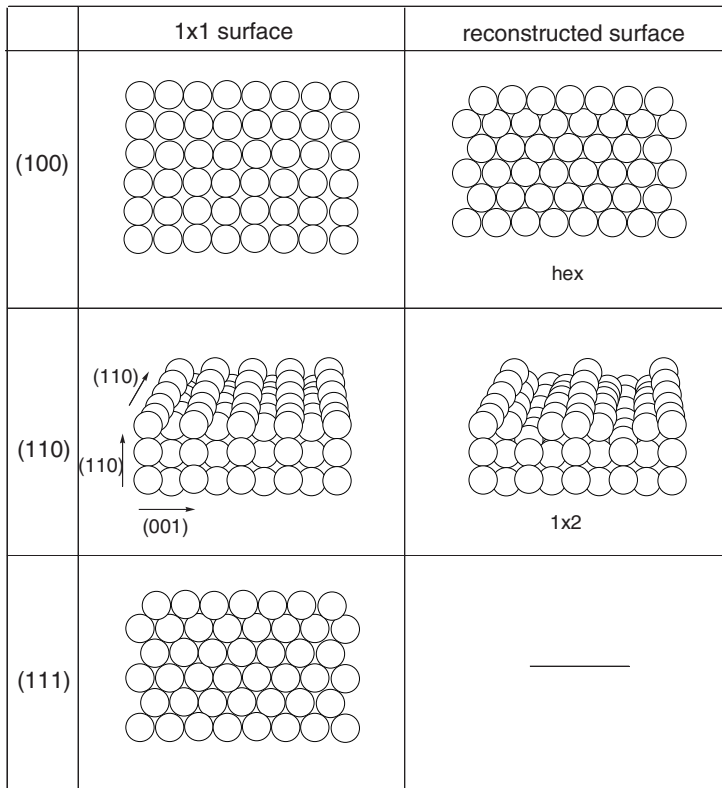 1x1 surface
reconstructed surface
(100)
hex
(110)
(110)
(110)
(001)
1x2
(111)